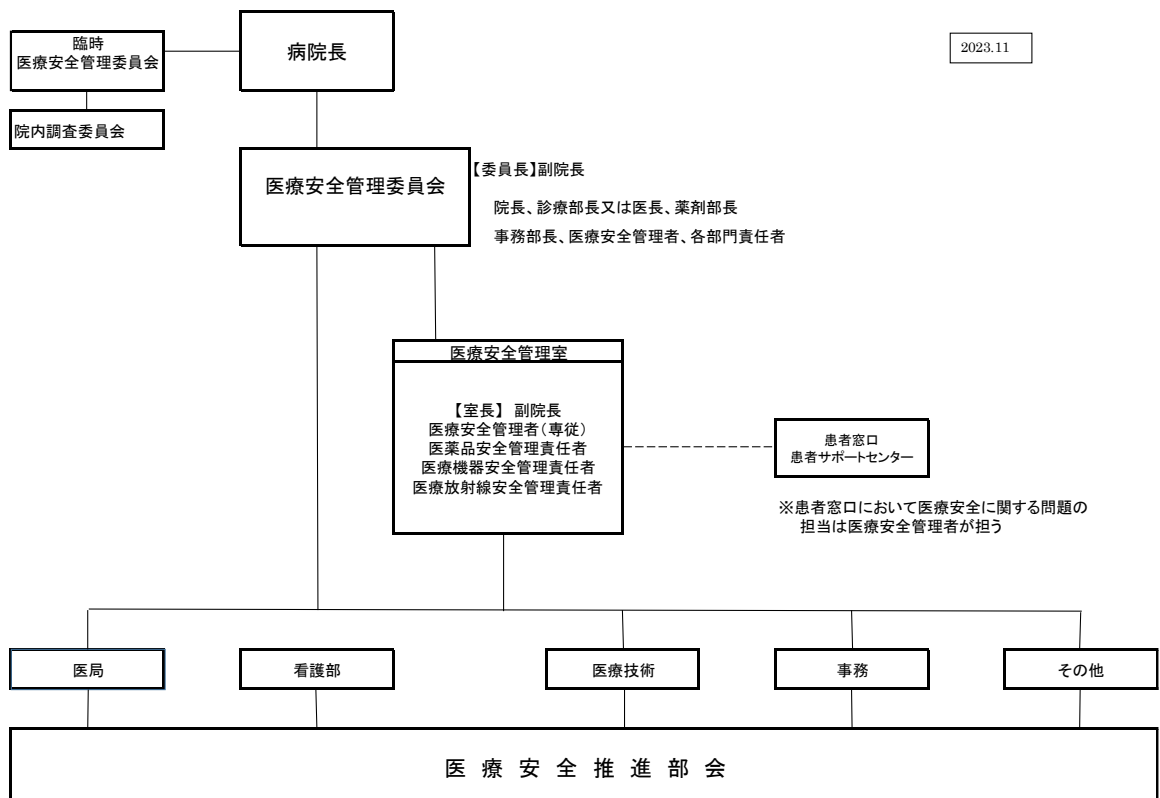 臨時
医療安全管理委員会
病院長
2023.11
院内調査委員会
医療安全管理委員会
【委員長】副院長
院長、診療部長又は医長、薬剤部長
事務部長、医療安全管理者、各部門責任者
医療安全管理室
【室長】 副院長
医療安全管理者(専従)
医薬品安全管理責任者
医療機器安全管理責任者
医療放射線安全管理責任者
患者窓口
患者サポートセンター
※患者窓口において医療安全に関する問題の
担当は医療安全管理者が担う
医局
看護部
医療技術
事務
その他
医 療 安 全 推 進 部 会